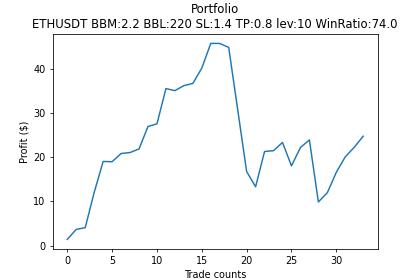 Portfolio
ETHUSDT BBM:2.2 BBL:220 SL:1.4 TP:0.8 lev:10 WinRatio:74.0
Profit ($)
40
30
20
10
0
0 5 10 15 20 25 30
Trade counts